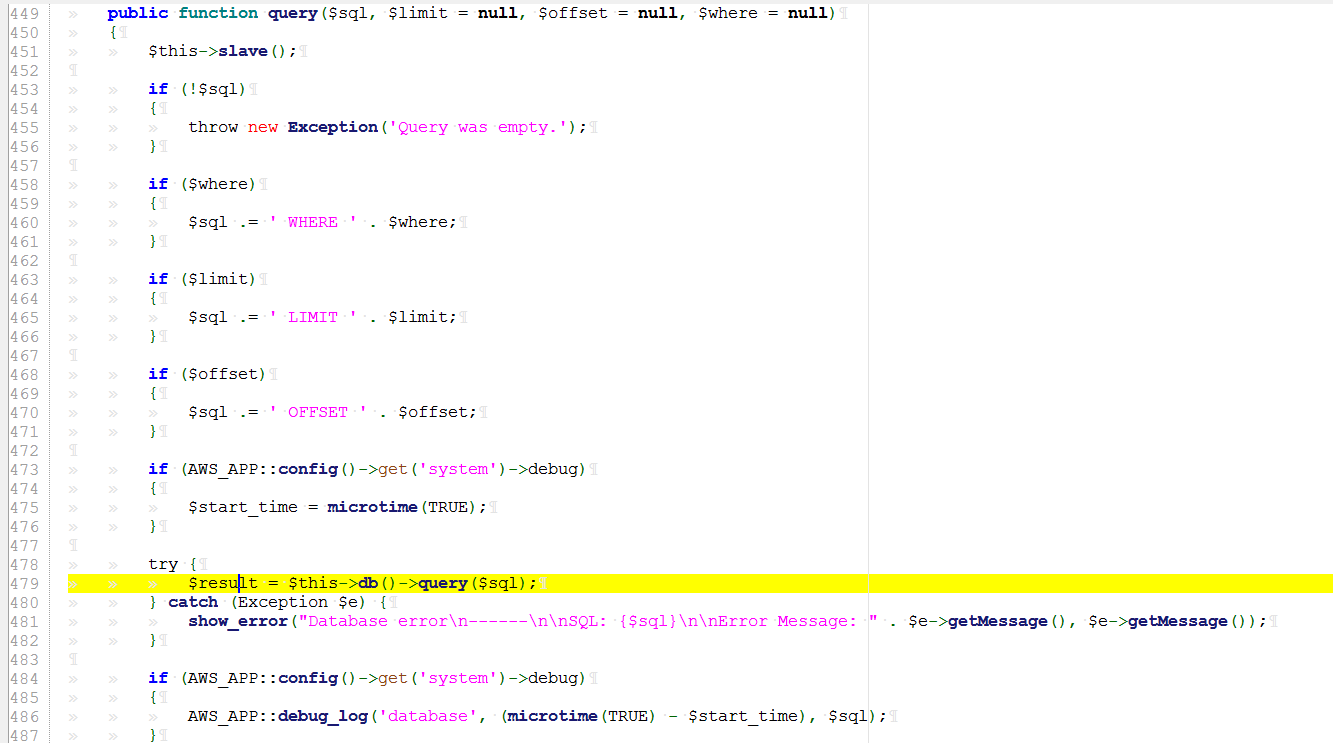 449 public function query($sql, $limit = null, $offset = null, $where = null)¶
450 » {¶
451 » » $this->slave();¶
452 ¶
453 » » if (!$sql)¶
454 » » {¶
455 » » » throw new Exception('Query was empty.');¶
456 » » }¶
457 ¶
458 » » if ($where)¶
459 » » {¶
460 » » » $sql .= ' WHERE ' . $where;¶
461 » » }¶
462 ¶
463 » » if ($limit)¶
464 » » {¶
465 » » » $sql .= ' LIMIT ' . $limit;¶
466 » » }¶
467 ¶
468 » » if ($offset)¶
469 » » {¶
470 » » » $sql .= ' OFFSET ' . $offset;¶
471 » » }¶
472 ¶
473 » » if (AWS_APP::config()->get('system')->debug)¶
474 » » {¶
475 » » » $start_time = microtime(TRUE);¶
476 » » }¶
477 ¶
478 » » try {¶
479 » » » $result = $this->db()->query($sql);¶
480 » » } catch (Exception $e) {¶
481 » » » show_error("Database error\n------\n\nSQL: {$sql}\n\nError Message: " . $e->getMessage(), $e->getMessage());¶
482 » » }¶
483 ¶
484 » » if (AWS_APP::config()->get('system')->debug)¶
485 » » {¶
486 » » » AWS_APP::debug_log('database', (microtime(TRUE) - $start_time), $sql);¶
487 » » }¶